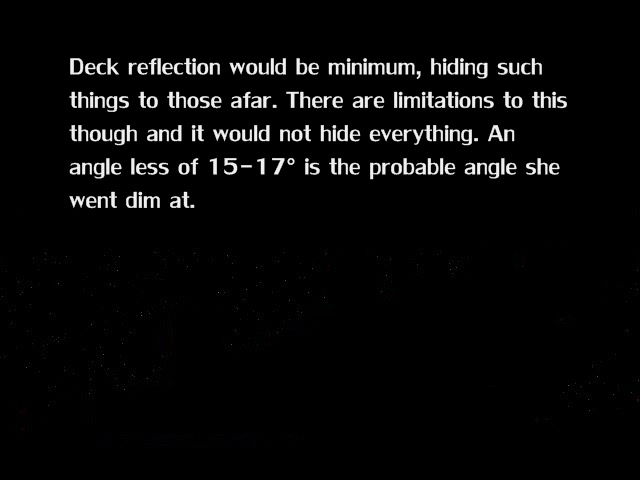 Deck reflection would be minimum, hiding such
things to those afar. There are limitations to this
though and it would not hide everything. An
angle less of 15-17° is the probable angle she
went dim at.